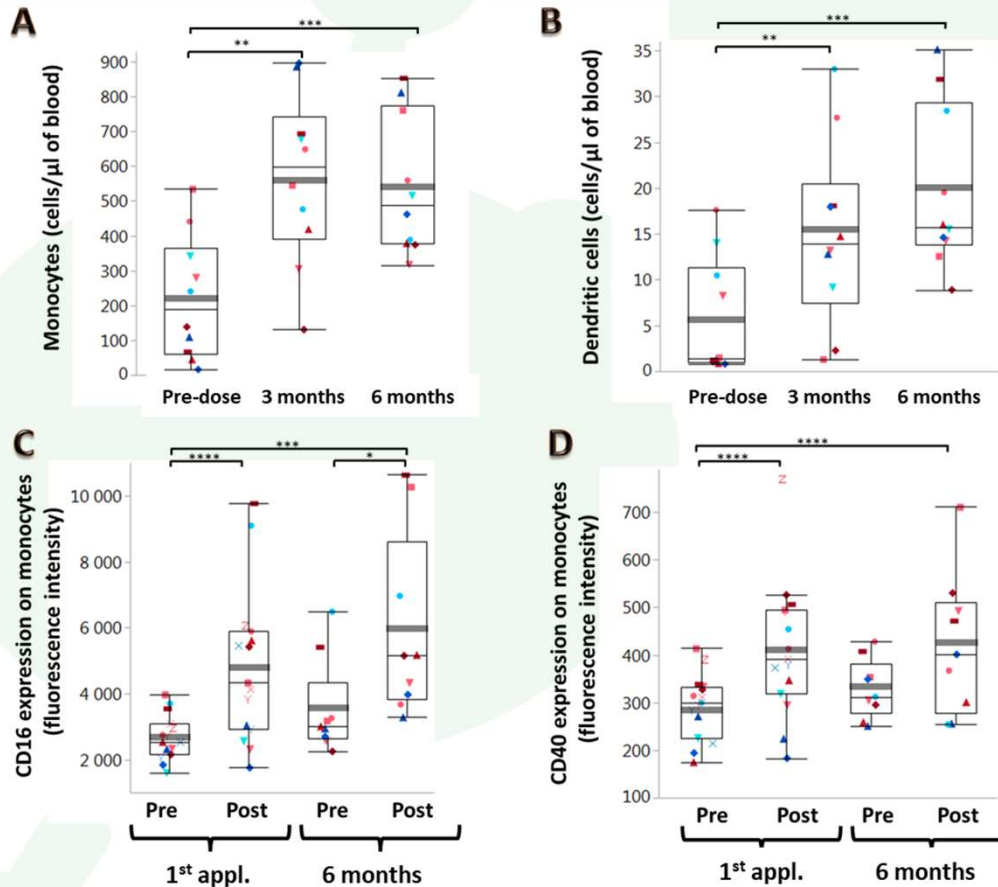 A
***
**
Monocytes (cells/µl of blood)
900
800
700
600
500
400
300
200
100
0
Pre-dose 3 months 6 months
B
***
**
Dendritic cells (cells/µl of blood)
35
30
25
20
15
10
5
0
Pre-dose 3 months 6 months
C
***
**** *
CD16 expression on monocytes
(fluorescence intensity)
10 000
8 000
6 000
4 000
2 000
Pre Post Pre Post
1st appl. 6 months
D
****
****
CD40 expression on monocytes
(fluorescence intensity)
700
600
500
400
300
200
100
Pre Post Pre Post
1st appl. 6 months